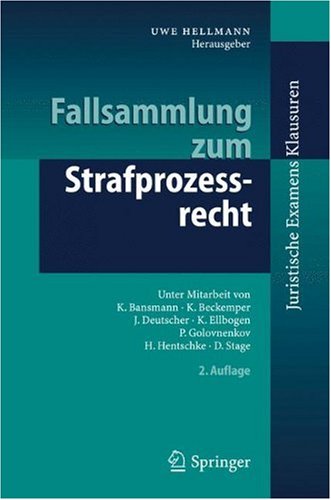 UWE HELLMANN
Herausgeber
Fallsammlung
zum
Strafprozess-
recht
Juristische Examens Klausuren
Unter Mitarbeit von
K. Bansmann · K. Beckemper
J. Deutscher · K. Ellbogen
P. Golovnenkov
H. Hentschke · D. Stage
2. Auflage
Springer